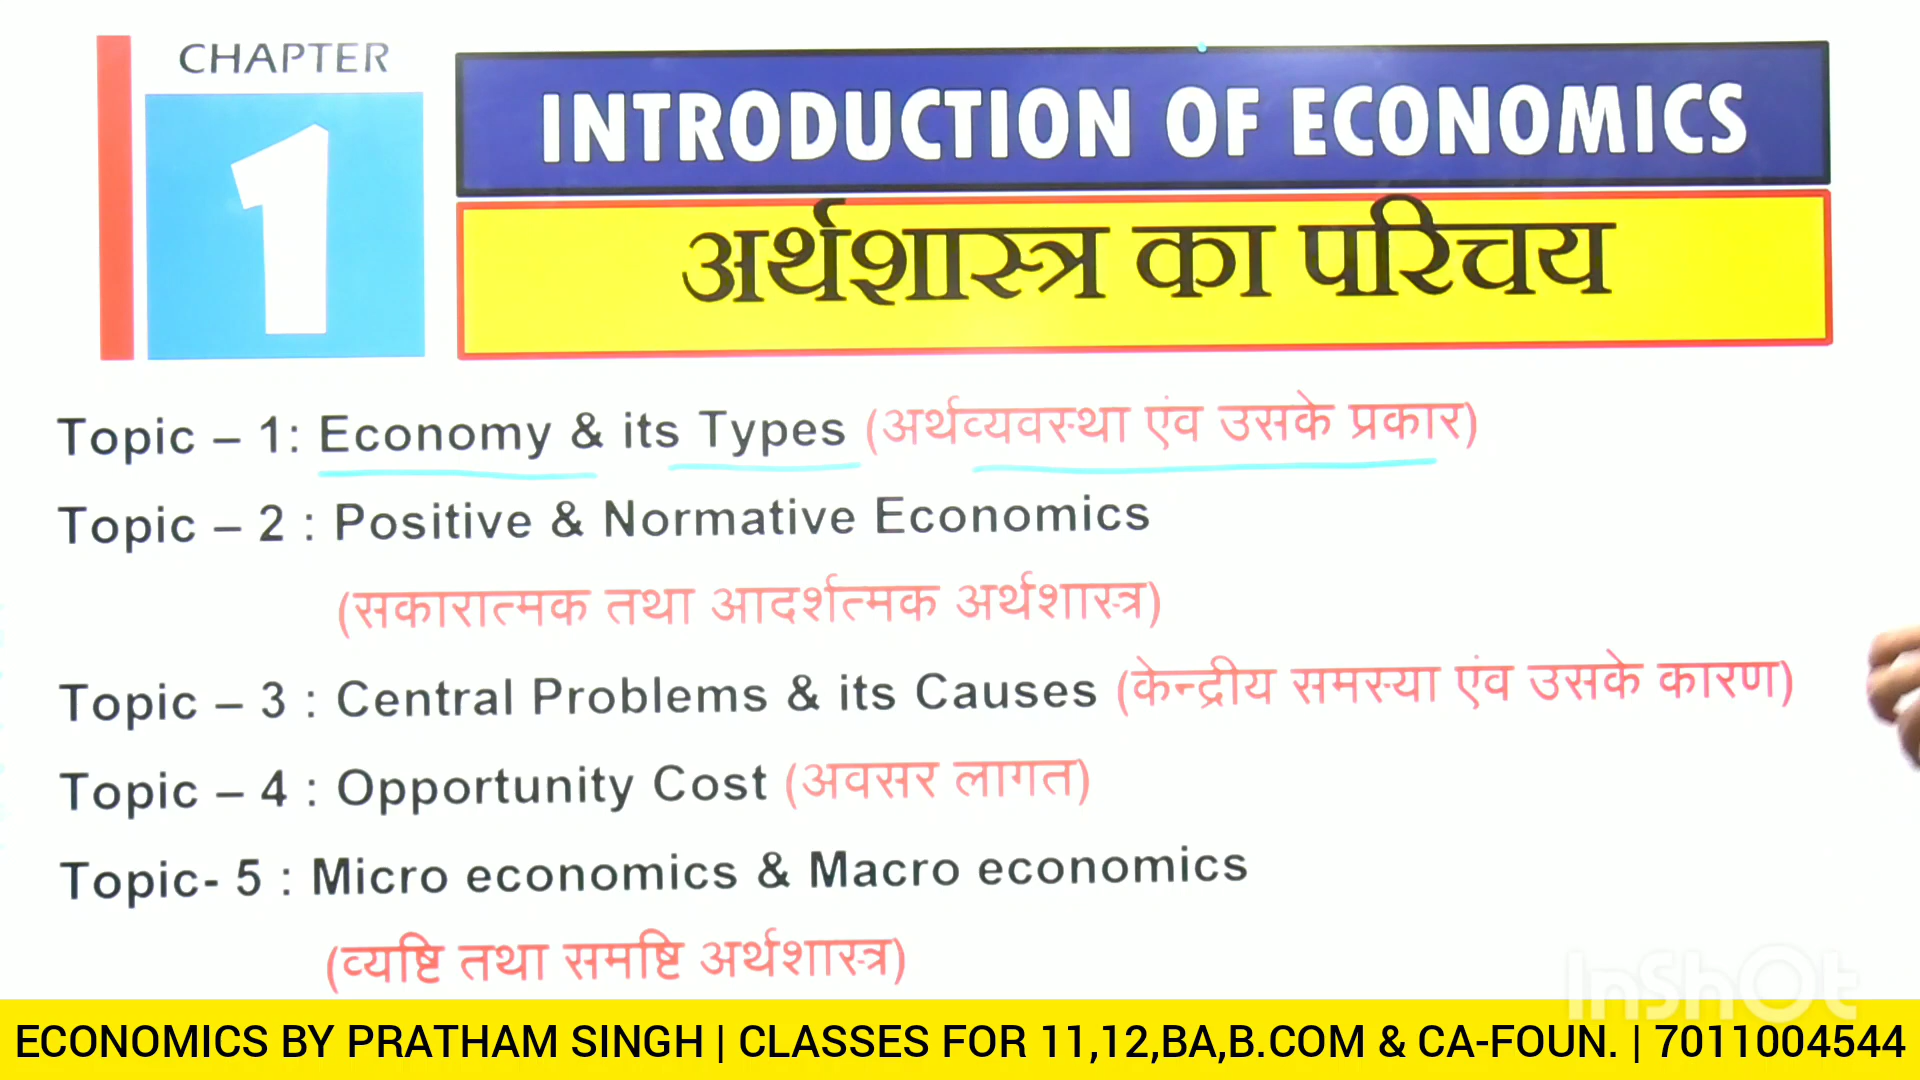 CHAPTER
1
INTRODUCTION OF ECONOMICS
अर्थशास्त्र का परिचय
Topic – 1: Economy & its Types (अर्थव्यवस्था एंव उसके प्रकार)
Topic – 2 : Positive & Normative Economics
(सकारात्मक तथा आदर्शत्मक अर्थशास्त्र)
Topic – 3 : Central Problems & its Causes (केन्द्रीय समस्या एंव उसके कारण)
Topic – 4 : Opportunity Cost (अवसर लागत)
Topic- 5 : Micro economics & Macro economics
(व्यष्टि तथा समष्टि अर्थशास्त्र)
InShOt
ECONOMICS BY PRATHAM SINGH | CLASSES FOR 11,12,BA,B.COM & CA-FOUN. | 7011004544